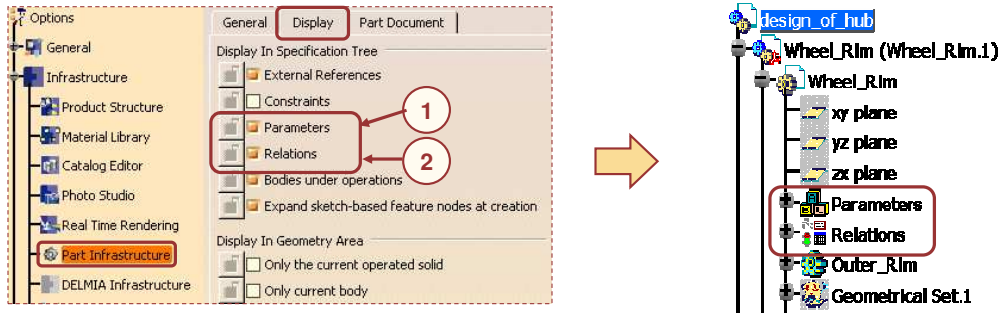 Options
General
Infrastructure
Product Structure
Material Library
Catalog Editor
Photo Studio
Real Time Rendering
Part Infrastructure
DELMIA Infrastructure
General
Display
Part Document
Display In Specification Tree
External References
Constraints
Parameters
Relations
Bodies under operations
Expand sketch-based feature nodes at creation
Display In Geometry Area
Only the current operated solid
Only current body
1
2
design_of_hub
Wheel_RIm (Wheel_RIm.1)
Wheel_RIm
xy plane
yz plane
zx plane
Parameters
Relations
Outer_RIm
Geometrical Set.1